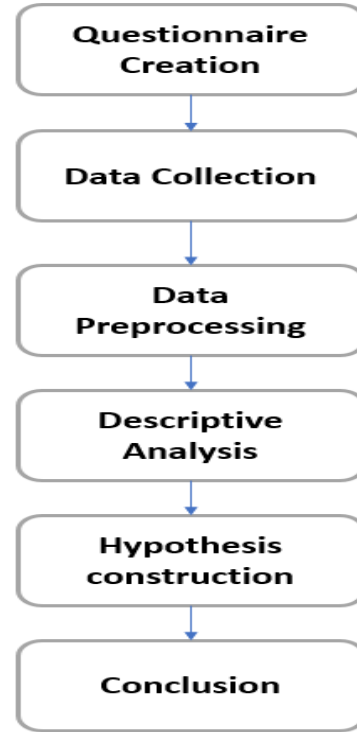 Questionnaire
Creation
Data Collection
Data
Preprocessing
Descriptive
Analysis
Hypothesis
construction
Conclusion